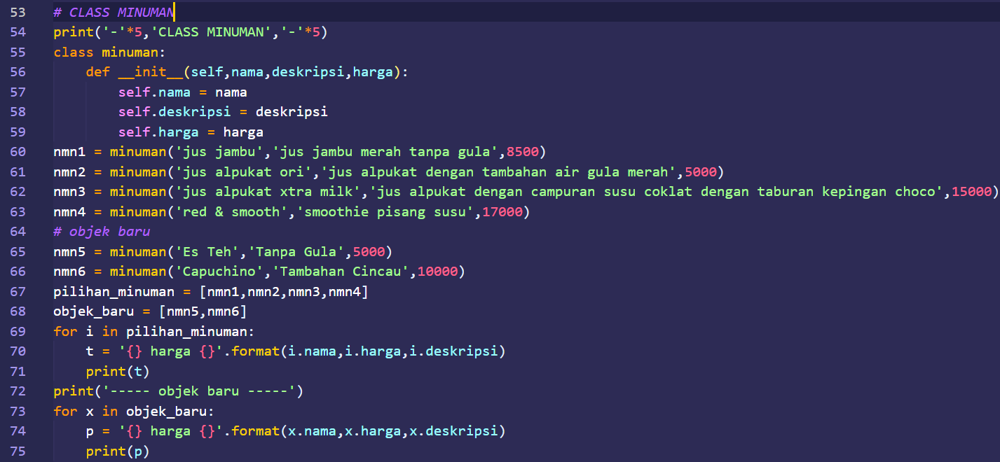 53 # CLASS MINUMAN
54 print('-'*5,'CLASS MINUMAN','-'*5)
55 class minuman:
56     def __init__(self,nama,deskripsi,harga):
57         self.nama = nama
58         self.deskripsi = deskripsi
59         self.harga = harga
60 nmn1 = minuman('jus jambu','jus jambu merah tanpa gula',8500)
61 nmn2 = minuman('jus alpukat ori','jus alpukat dengan tambahan air gula merah',5000)
62 nmn3 = minuman('jus alpukat xtra milk','jus alpukat dengan campuran susu coklat dengan taburan kepingan choco',15000)
63 nmn4 = minuman('red & smooth','smoothie pisang susu',17000)
64 # objek baru
65 nmn5 = minuman('Es Teh','Tanpa Gula',5000)
66 nmn6 = minuman('Capuchino','Tambahan Cincau',10000)
67 pilihan_minuman = [nmn1,nmn2,nmn3,nmn4]
68 objek_baru = [nmn5,nmn6]
69 for i in pilihan_minuman:
70     t = '{} harga {}'.format(i.nama,i.harga,i.deskripsi)
71     print(t)
72 print('----- objek baru -----')
73 for x in objek_baru:
74     p = '{} harga {}'.format(x.nama,x.harga,x.deskripsi)
75     print(p)